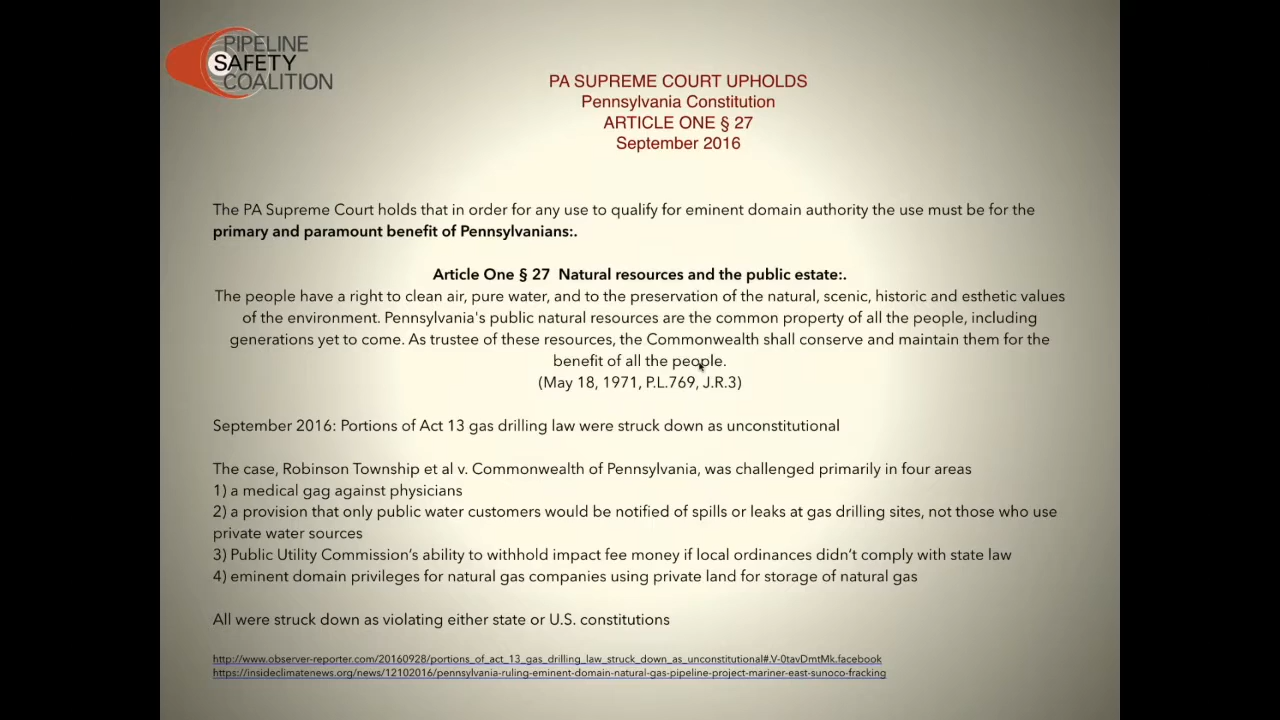 PIPELINE
SAFETY
COALITION
PA SUPREME COURT UPHOLDS
Pennsylvania Constitution
ARTICLE ONE § 27
September 2016
The PA Supreme Court holds that in order for any use to qualify for eminent domain authority the use must be for the
primary and paramount benefit of Pennsylvanians:.
Article One § 27 Natural resources and the public estate:.
The people have a right to clean air, pure water, and to the preservation of the natural, scenic, historic and esthetic values
of the environment. Pennsylvania's public natural resources are the common property of all the people, including
generations yet to come. As trustee of these resources, the Commonwealth shall conserve and maintain them for the
benefit of all the people.
(May 18, 1971, P.L.769, J.R.3)
September 2016: Portions of Act 13 gas drilling law were struck down as unconstitutional
The case, Robinson Township et al v. Commonwealth of Pennsylvania, was challenged primarily in four areas
1) a medical gag against physicians
2) a provision that only public water customers would be notified of spills or leaks at gas drilling sites, not those who use
private water sources
3) Public Utility Commission's ability to withhold impact fee money if local ordinances didn't comply with state law
4) eminent domain privileges for natural gas companies using private land for storage of natural gas
All were struck down as violating either state or U.S. constitutions
http://www.observer-reporter.com/20160928/portions_of_act_13_gas_drilling_law_struck_down_as_unconstitutional#.V-0tavDmtMk.facebook
https://insideclimatenews.org/news/12102016/pennsylvania-ruling-eminent-domain-natural-gas-pipeline-project-mariner-east-sunoco-fracking